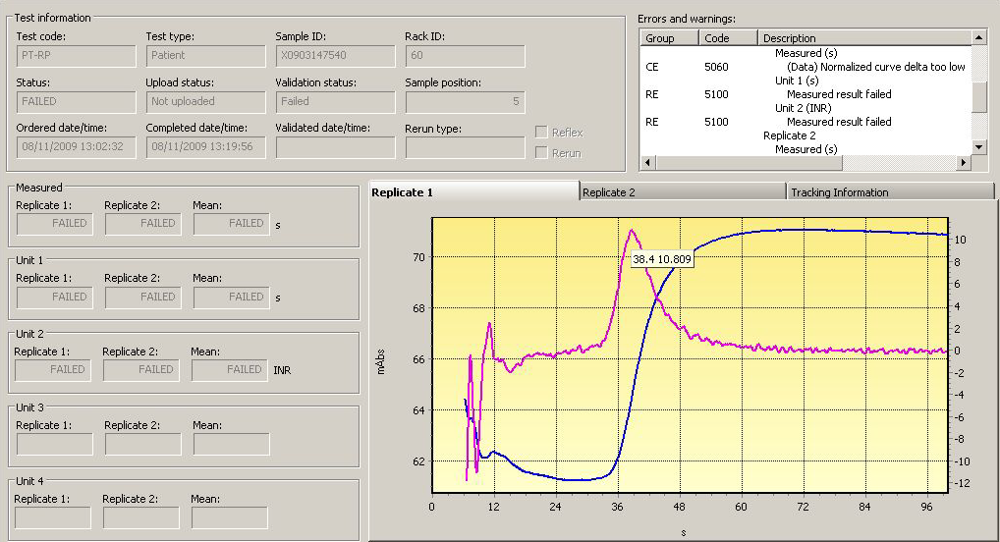 Test information
Test code: Test type: Sample ID: Rack ID:
PT-RP Patient X0903147540 60
Status: Upload status: Validation status: Sample position:
FAILED Not uploaded Failed 5
Ordered date/time: Completed date/time: Validated date/time: Rerun type:
Reflex
08/11/2009 13:02:32 08/11/2009 13:19:56
Rerun
Errors and warnings:
Group Code Description
Measured (s)
CE 5060 (Data) Normalized curve delta too low
Unit 1 (s)
RE 5100 Measured result failed
Unit 2 (INR)
RE 5100 Measured result failed
Replicate 2
Measured (s)
Measured
Replicate 1: Replicate 2: Mean:
FAILED FAILED FAILED s
Unit 1
Replicate 1: Replicate 2: Mean:
FAILED FAILED FAILED s
Unit 2
Replicate 1: Replicate 2: Mean:
FAILED FAILED FAILED INR
Unit 3
Replicate 1: Replicate 2: Mean:
Unit 4
Replicate 1: Replicate 2: Mean:
Replicate 1 Replicate 2 Tracking Information
70
68
66
64
62
mAbs
38.4 10.809
10
8
6
4
2
0
-2
-4
-6
-8
-10
-12
0 12 24 36 48 60 72 84 96
s